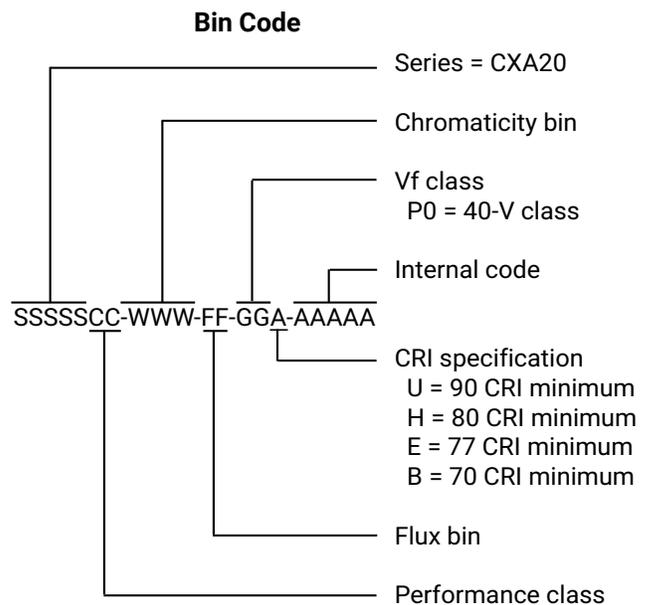 Bin Code
Series = CXA20
Chromaticity bin
Vf class
P0 = 40-V class
Internal code
SSSSSCC-WWW-FF-GGA-AAAAA
CRI specification
U = 90 CRI minimum
H = 80 CRI minimum
E = 77 CRI minimum
B = 70 CRI minimum
Flux bin
Performance class